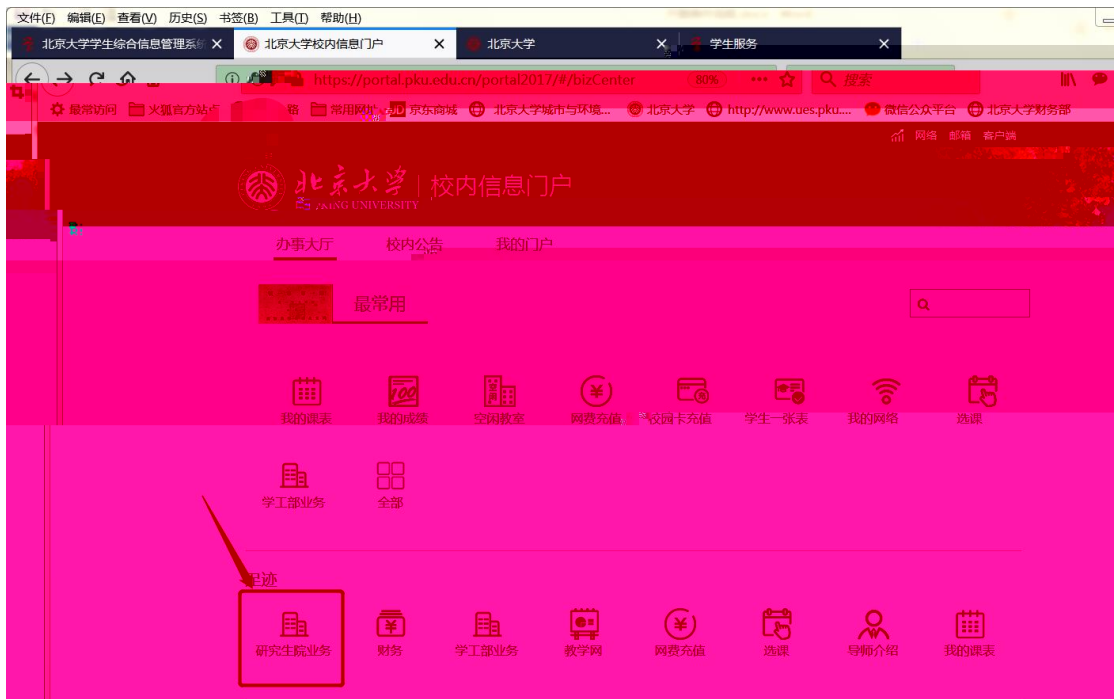 文件(F) 编辑(E) 查看(V) 历史(S) 书签(B) 工具(T) 帮助(H)
北京大学学生综合信息管理系统 北京大学校内信息门户 北京大学 学生服务
https://portal.pku.edu.cn/portal2017/#/bizCenter 80% 搜索
最常访问 火狐官方站点 常用网址 JD 京东商城 北京大学城市与环境... 北京大学 http://www.ues.pku.... 微信公众平台 北京大学财务部
网络 邮箱 客户端
北京大学 校内信息门户
PEKING UNIVERSITY
办事大厅 校内公告 我的门户
最常用
我的课表 我的成绩 空闲教室 网费充值 校园卡充值 学生一张表 我的网络 选课
学工部业务 全部
足迹
研究生院业务 财务 学工部业务 教学网 网费充值 选课 导师介绍 我的课表